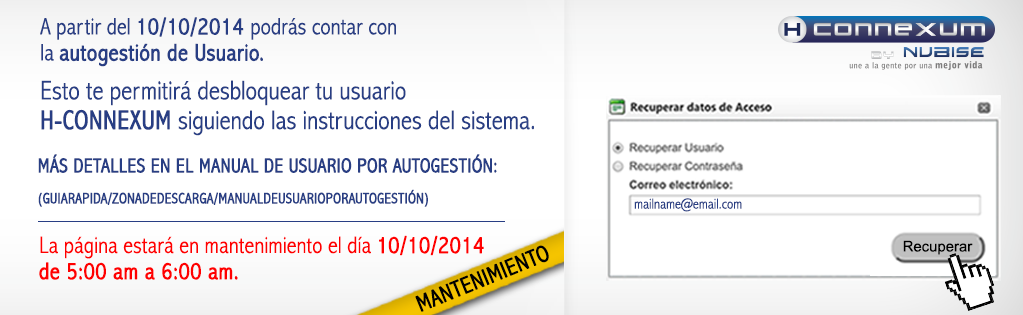 A partir del 10/10/2014 podrás contar con
la autogestión de Usuario.
Esto te permitirá desbloquear tu usuario
H-CONNEXUM siguiendo las instrucciones del sistema.
MÁS DETALLES EN EL MANUAL DE USUARIO POR AUTOGESTIÓN:
(GUIARAPIDA/ZONADEDESCARGA/MANUALDEUSUARIOPORAUTOGESTIÓN)
La página estará en mantenimiento el día 10/10/2014
de 5:00 am a 6:00 am.
MANTENIMIENTO
H CONNEXUM
BY NUBISE
une a la gente por una mejor vida
Recuperar datos de Acceso
Recuperar Usuario
Recuperar Contraseña
Correo electrónico:
mailname@email.com
Recuperar